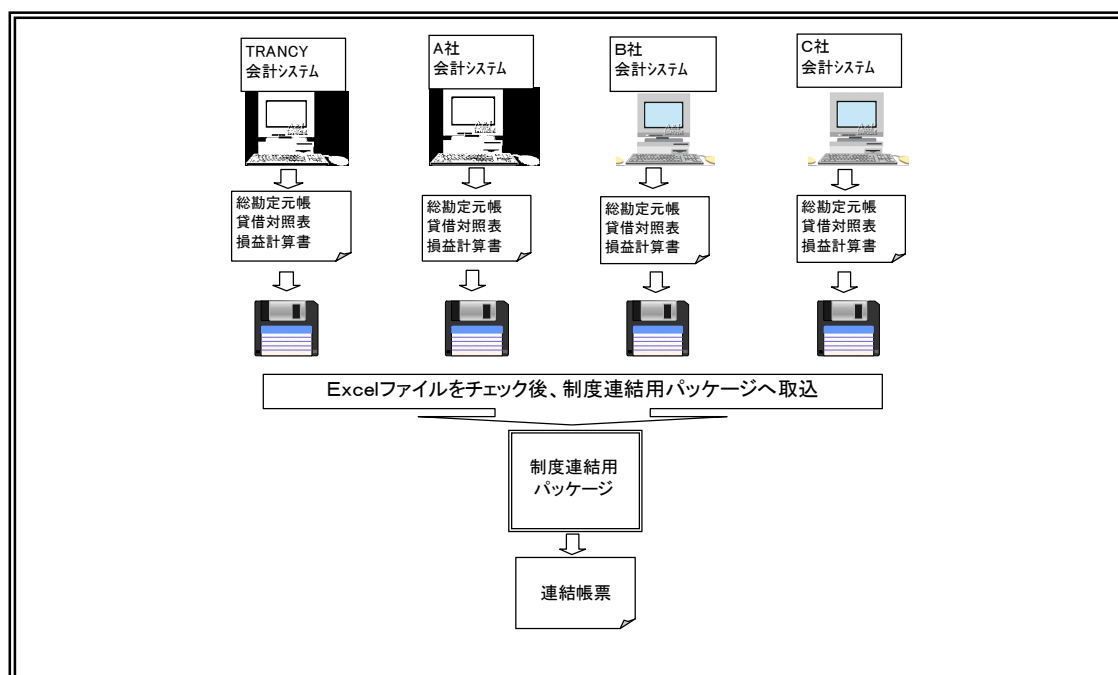 TRANCY
会計システム
A社
会計システム
B社
会計システム
C社
会計システム
総勘定元帳
貸借対照表
損益計算書
総勘定元帳
貸借対照表
損益計算書
総勘定元帳
貸借対照表
損益計算書
総勘定元帳
貸借対照表
損益計算書
Excelファイルをチェック後、制度連結用パッケージへ取込
制度連結用
パッケージ
連結帳票